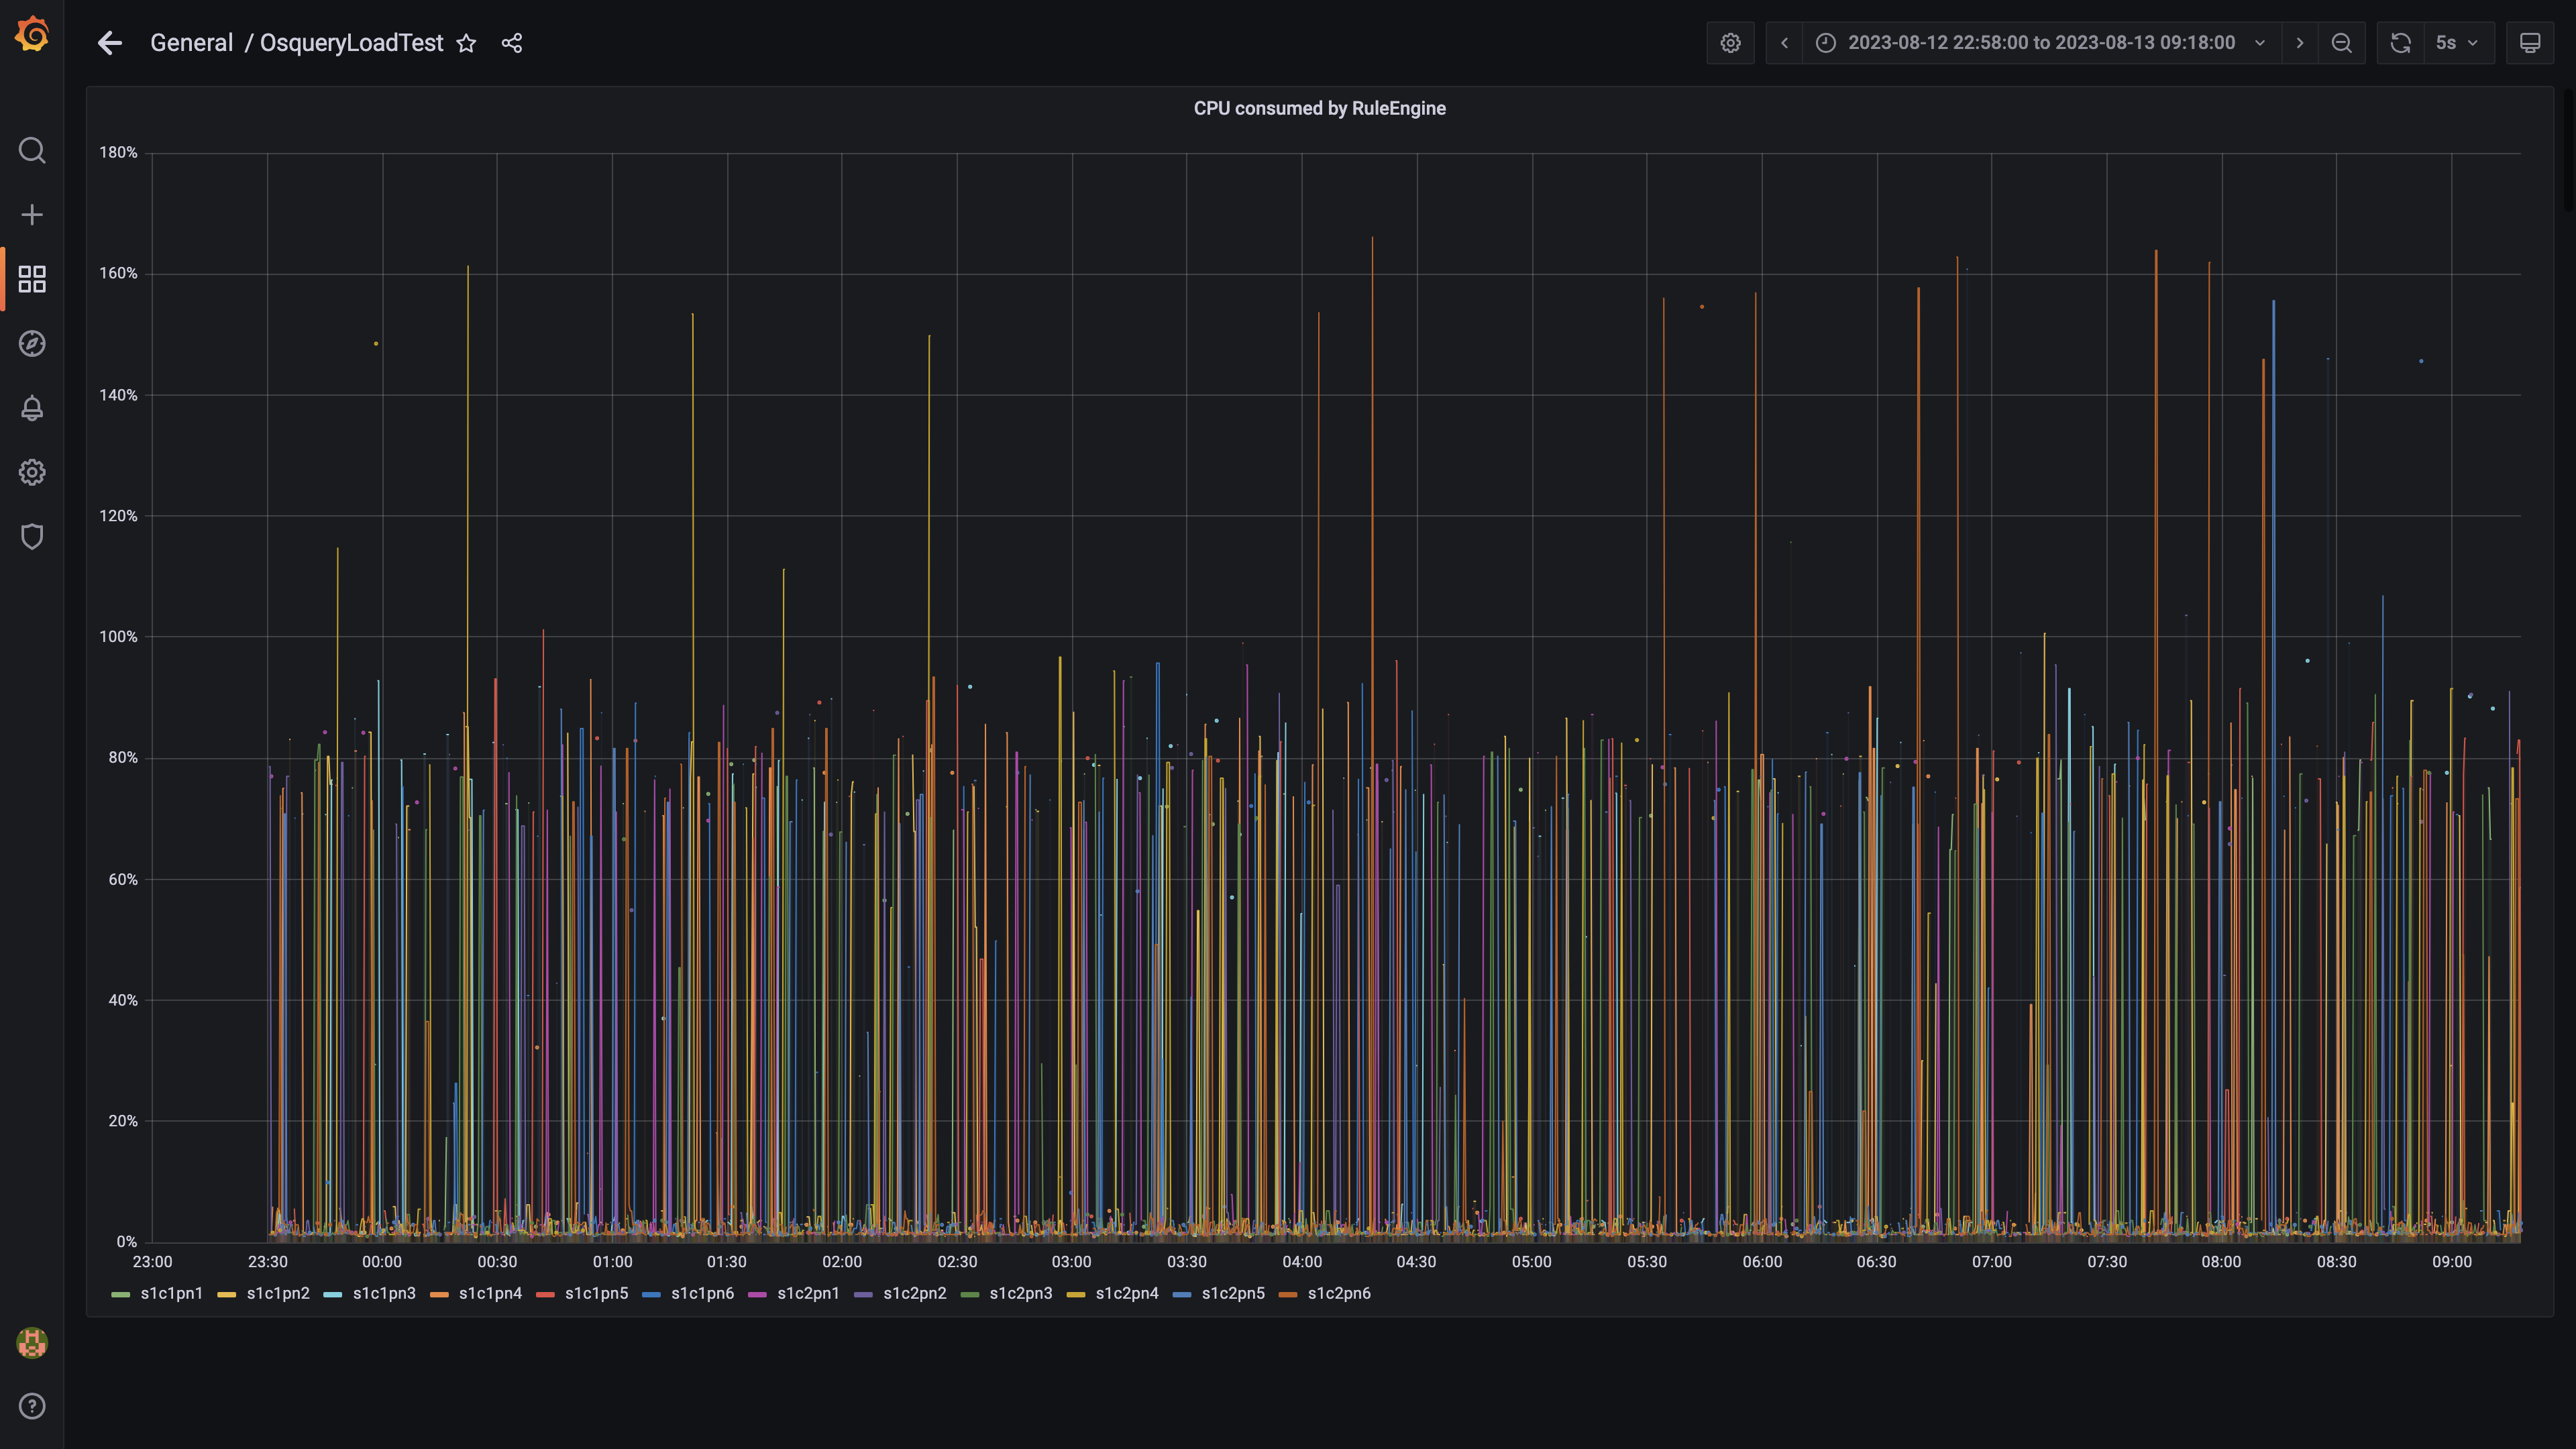 General / OsqueryLoadTest
2023-08-12 22:58:00 to 2023-08-13 09:18:00
5s
CPU consumed by RuleEngine
180%
160%
140%
120%
100%
80%
60%
40%
20%
0%
23:00 23:30 00:00 00:30 01:00 01:30 02:00 02:30 03:00 03:30 04:00 04:30 05:00 05:30 06:00 06:30 07:00 07:30 08:00 08:30 09:00
s1c1pn1 s1c1pn2 s1c1pn3 s1c1pn4 s1c1pn5 s1c1pn6 s1c2pn1 s1c2pn2 s1c2pn3 s1c2pn4 s1c2pn5 s1c2pn6